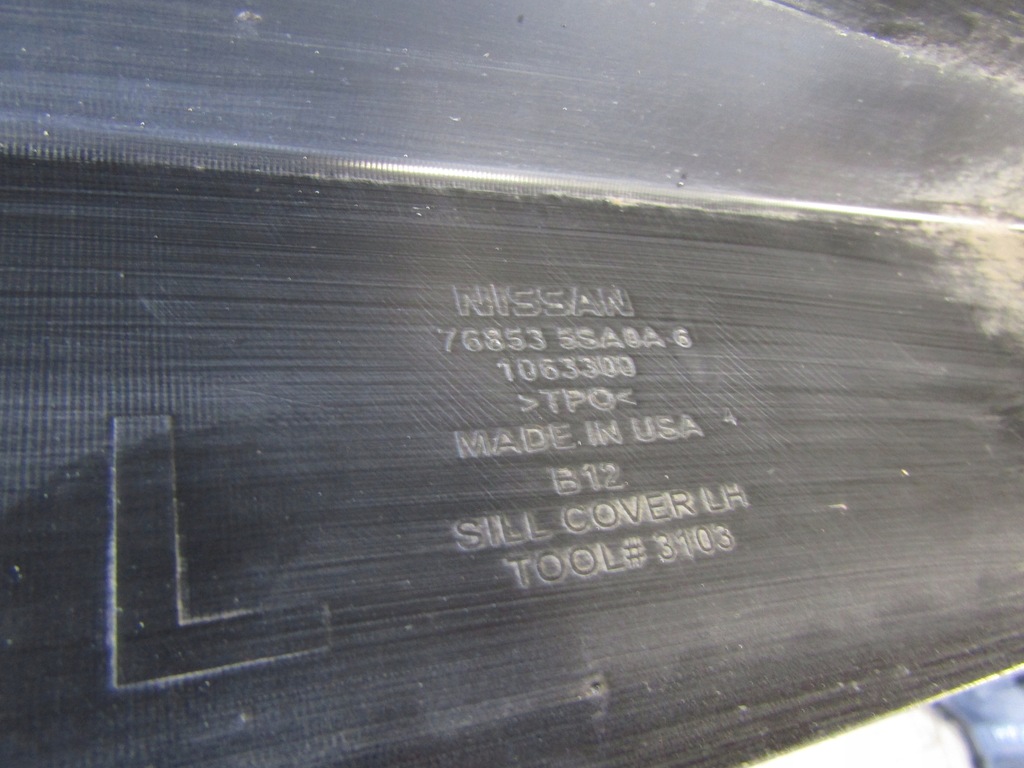 NISSAN
76853 5SA0A-6
1063300
>TPO<
MADE IN USA
B12
SILL COVER LH
TOOL# 3103
L